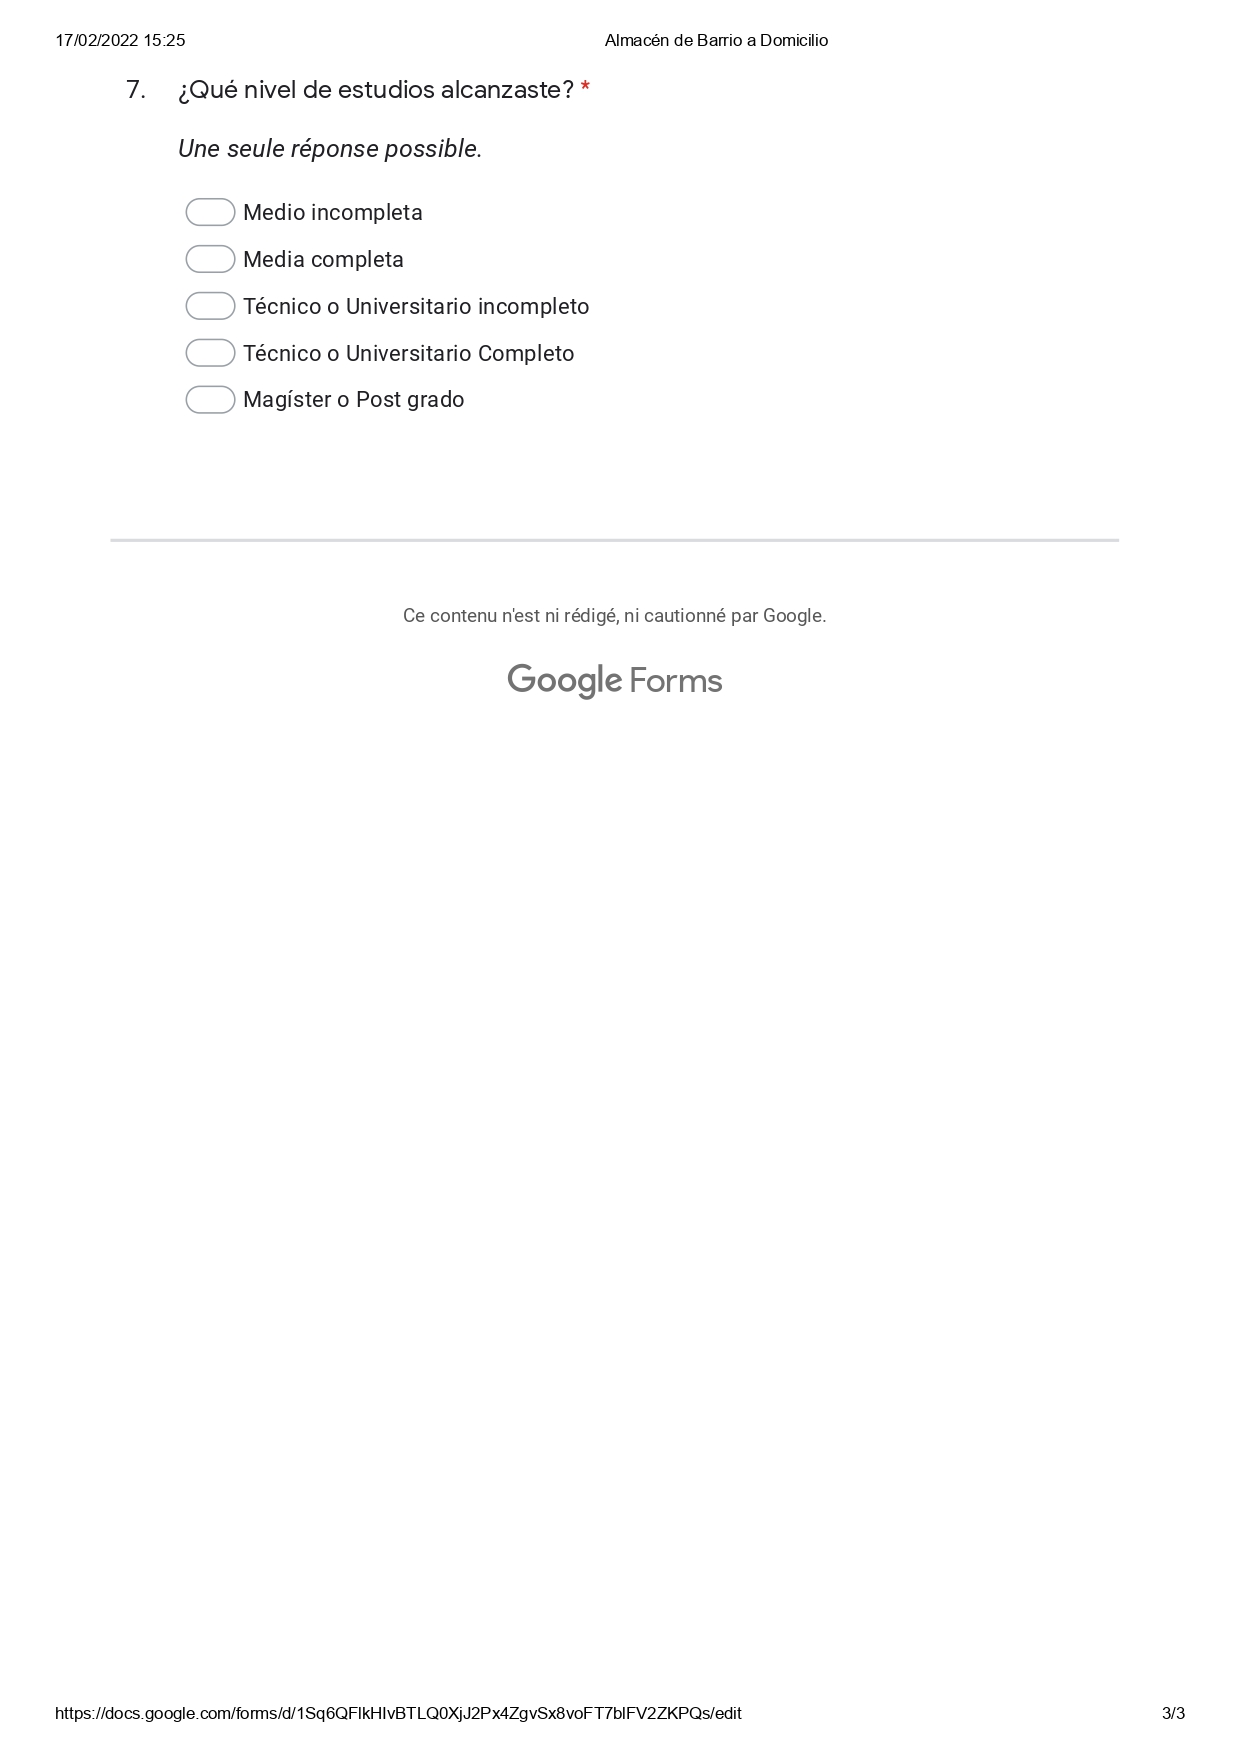 17/02/2022 15:25 Almacén de Barrio a Domicilio
7. ¿Qué nivel de estudios alcanzaste? *
Une seule réponse possible.
Medio incompleta
Media completa
Técnico o Universitario incompleto
Técnico o Universitario Completo
Magíster o Post grado
Ce contenu n'est ni rédigé, ni cautionné par Google.
Google Forms
https://docs.google.com/forms/d/1Sq6QFlkHIvBTLQ0XjJ2Px4ZgvSx8voFT7blFV2ZKPQs/edit 3/3